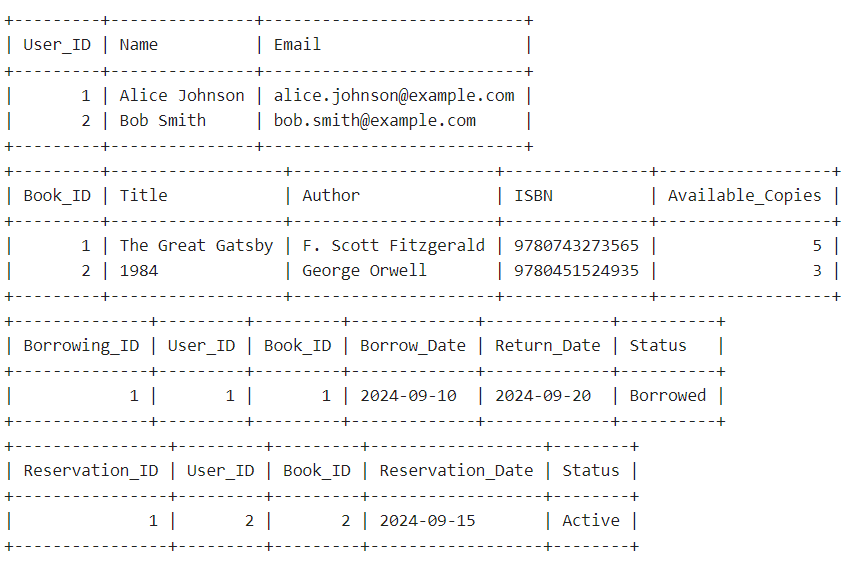 +---------+---------------+---------------------------+
| User_ID | Name          | Email                     |
+---------+---------------+---------------------------+
|       1 | Alice Johnson | alice.johnson@example.com |
|       2 | Bob Smith     | bob.smith@example.com     |
+---------+---------------+---------------------------+
+---------+------------------+---------------------+---------------+------------------+
| Book_ID | Title            | Author              | ISBN          | Available_Copies |
+---------+------------------+---------------------+---------------+------------------+
|       1 | The Great Gatsby | F. Scott Fitzgerald | 9780743273565 |                5 |
|       2 | 1984             | George Orwell       | 9780451524935 |                3 |
+---------+------------------+---------------------+---------------+------------------+
+--------------+---------+---------+-------------+-------------+----------+
| Borrowing_ID | User_ID | Book_ID | Borrow_Date | Return_Date | Status   |
+--------------+---------+---------+-------------+-------------+----------+
|            1 |       1 |       1 | 2024-09-10  | 2024-09-20  | Borrowed |
+--------------+---------+---------+-------------+-------------+----------+
+----------------+---------+---------+------------------+--------+
| Reservation_ID | User_ID | Book_ID | Reservation_Date | Status |
+----------------+---------+---------+------------------+--------+
|              1 |       2 |       2 | 2024-09-15       | Active |
+----------------+---------+---------+------------------+--------+